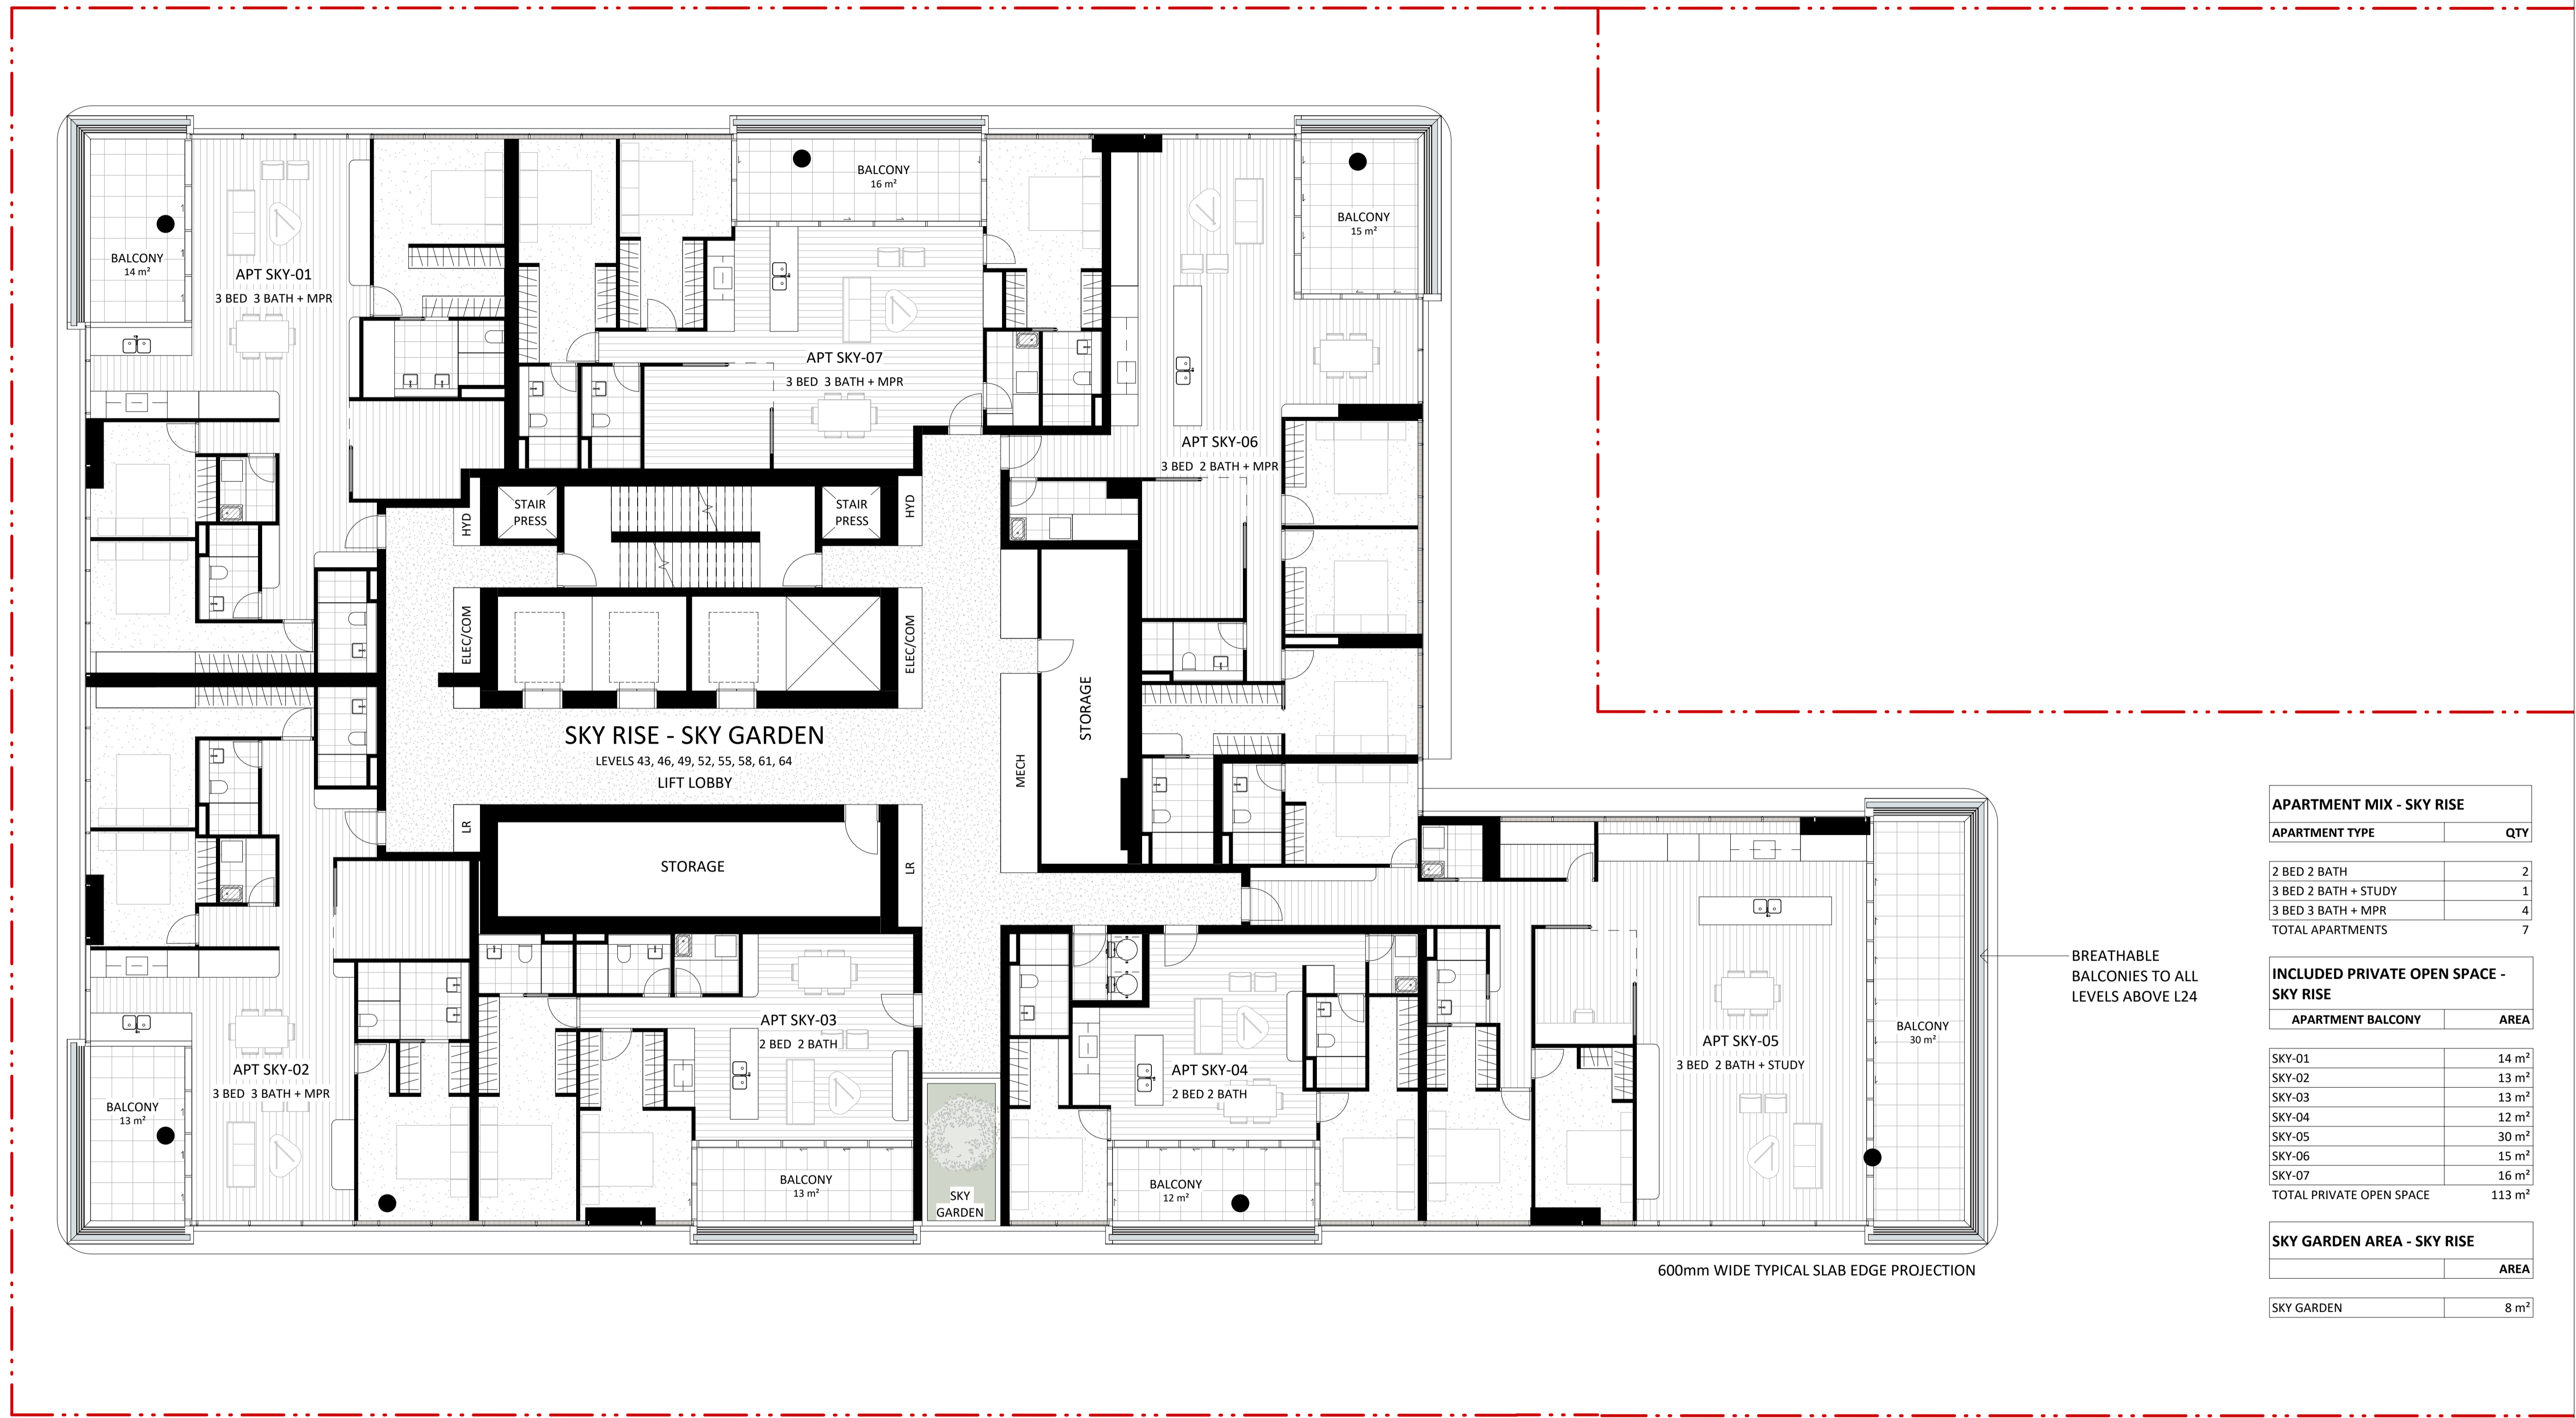 BALCONY
14 m²
APT SKY-01
3 BED 3 BATH + MPR
BALCONY
16 m²
APT SKY-07
3 BED 3 BATH + MPR
BALCONY
15 m²
APT SKY-06
3 BED 2 BATH + MPR
STAIR
PRESS
STAIR
PRESS
HYD
HYD
ELEC/COM
ELEC/COM
STORAGE
MECH
SKY RISE - SKY GARDEN
LEVELS 43, 46, 49, 52, 55, 58, 61, 64
LIFT LOBBY
LR
LR
STORAGE
APT SKY-02
3 BED 3 BATH + MPR
BALCONY
13 m²
APT SKY-03
2 BED 2 BATH
BALCONY
13 m²
SKY
GARDEN
APT SKY-04
2 BED 2 BATH
BALCONY
12 m²
APT SKY-05
3 BED 2 BATH + STUDY
BALCONY
30 m²
BREATHABLE
BALCONIES TO ALL
LEVELS ABOVE L24
600mm WIDE TYPICAL SLAB EDGE PROJECTION
APARTMENT MIX - SKY RISE
APARTMENT TYPE QTY
2 BED 2 BATH 2
3 BED 2 BATH + STUDY 1
3 BED 3 BATH + MPR 4
TOTAL APARTMENTS 7
INCLUDED PRIVATE OPEN SPACE -
SKY RISE
APARTMENT BALCONY AREA
SKY-01 14 m²
SKY-02 13 m²
SKY-03 13 m²
SKY-04 12 m²
SKY-05 30 m²
SKY-06 15 m²
SKY-07 16 m²
TOTAL PRIVATE OPEN SPACE 113 m²
SKY GARDEN AREA - SKY RISE
AREA
SKY GARDEN 8 m²